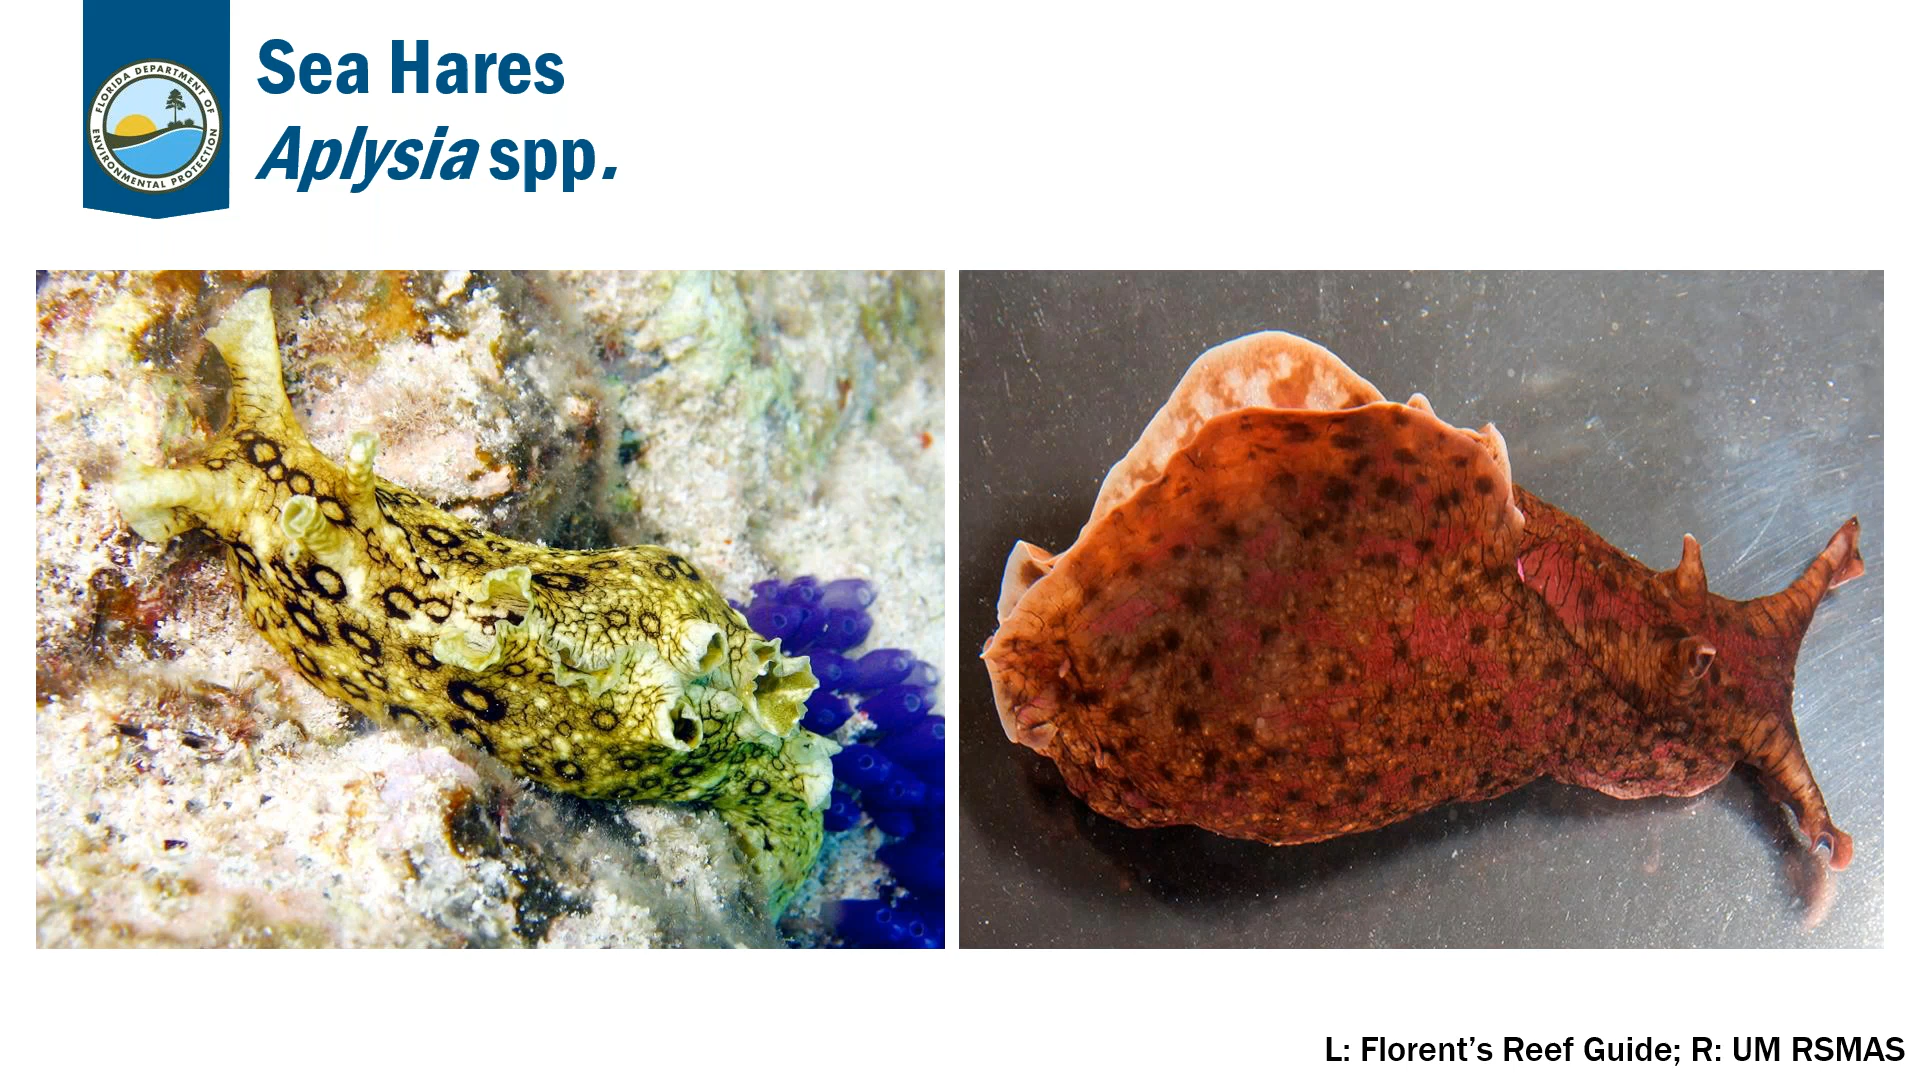 FLORIDA DEPARTMENT OF
ENVIRONMENTAL PROTECTION
Sea Hares
Aplysia spp.
L: Florent’s Reef Guide; R: UM RSMAS